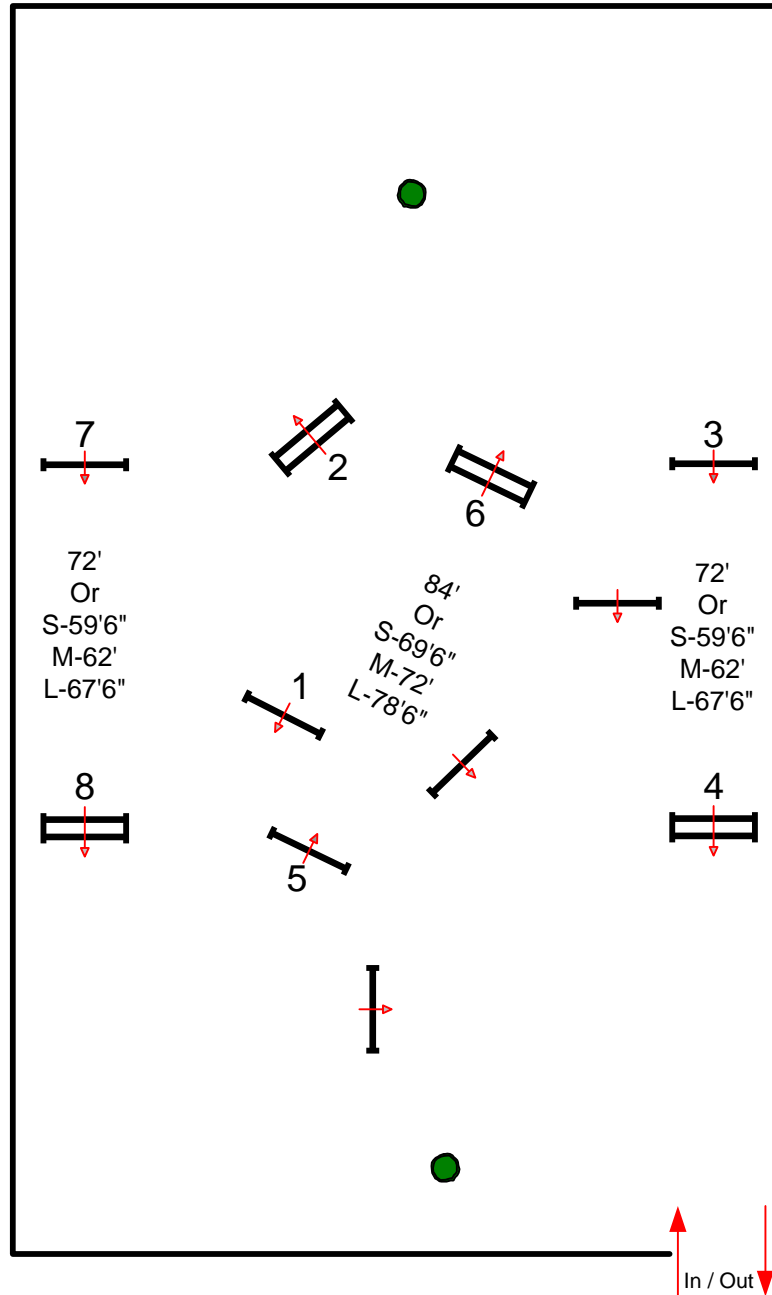 7
2
3
6
72'
Or
S-59'6"
M-62'
L-67'6"
84'
Or
S-69'6"
M-72'
L-78'6"
72'
Or
S-59'6"
M-62'
L-67'6"
1
8
4
5
In / Out